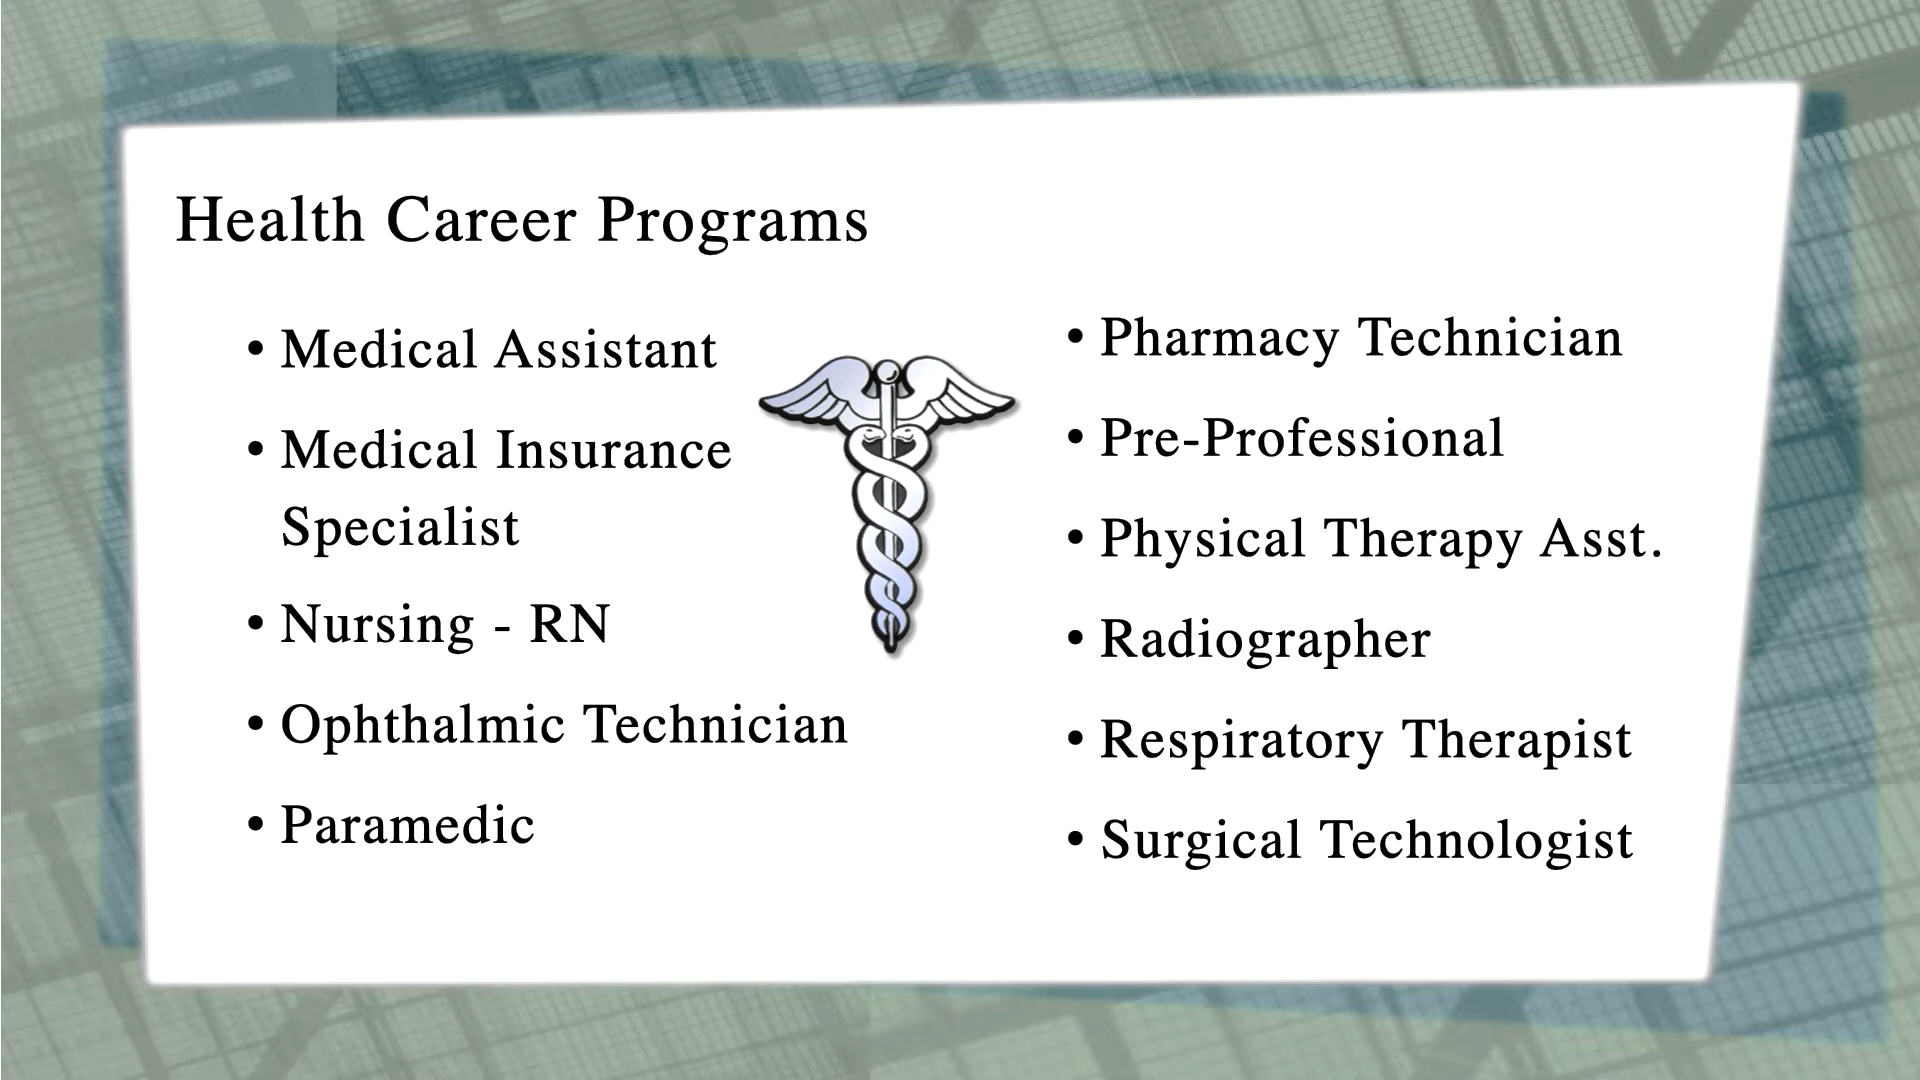 Health Career Programs
• Medical Assistant
• Medical Insurance
Specialist
• Nursing - RN
• Ophthalmic Technician
• Paramedic
• Pharmacy Technician
• Pre-Professional
• Physical Therapy Asst.
• Radiographer
• Respiratory Therapist
• Surgical Technologist